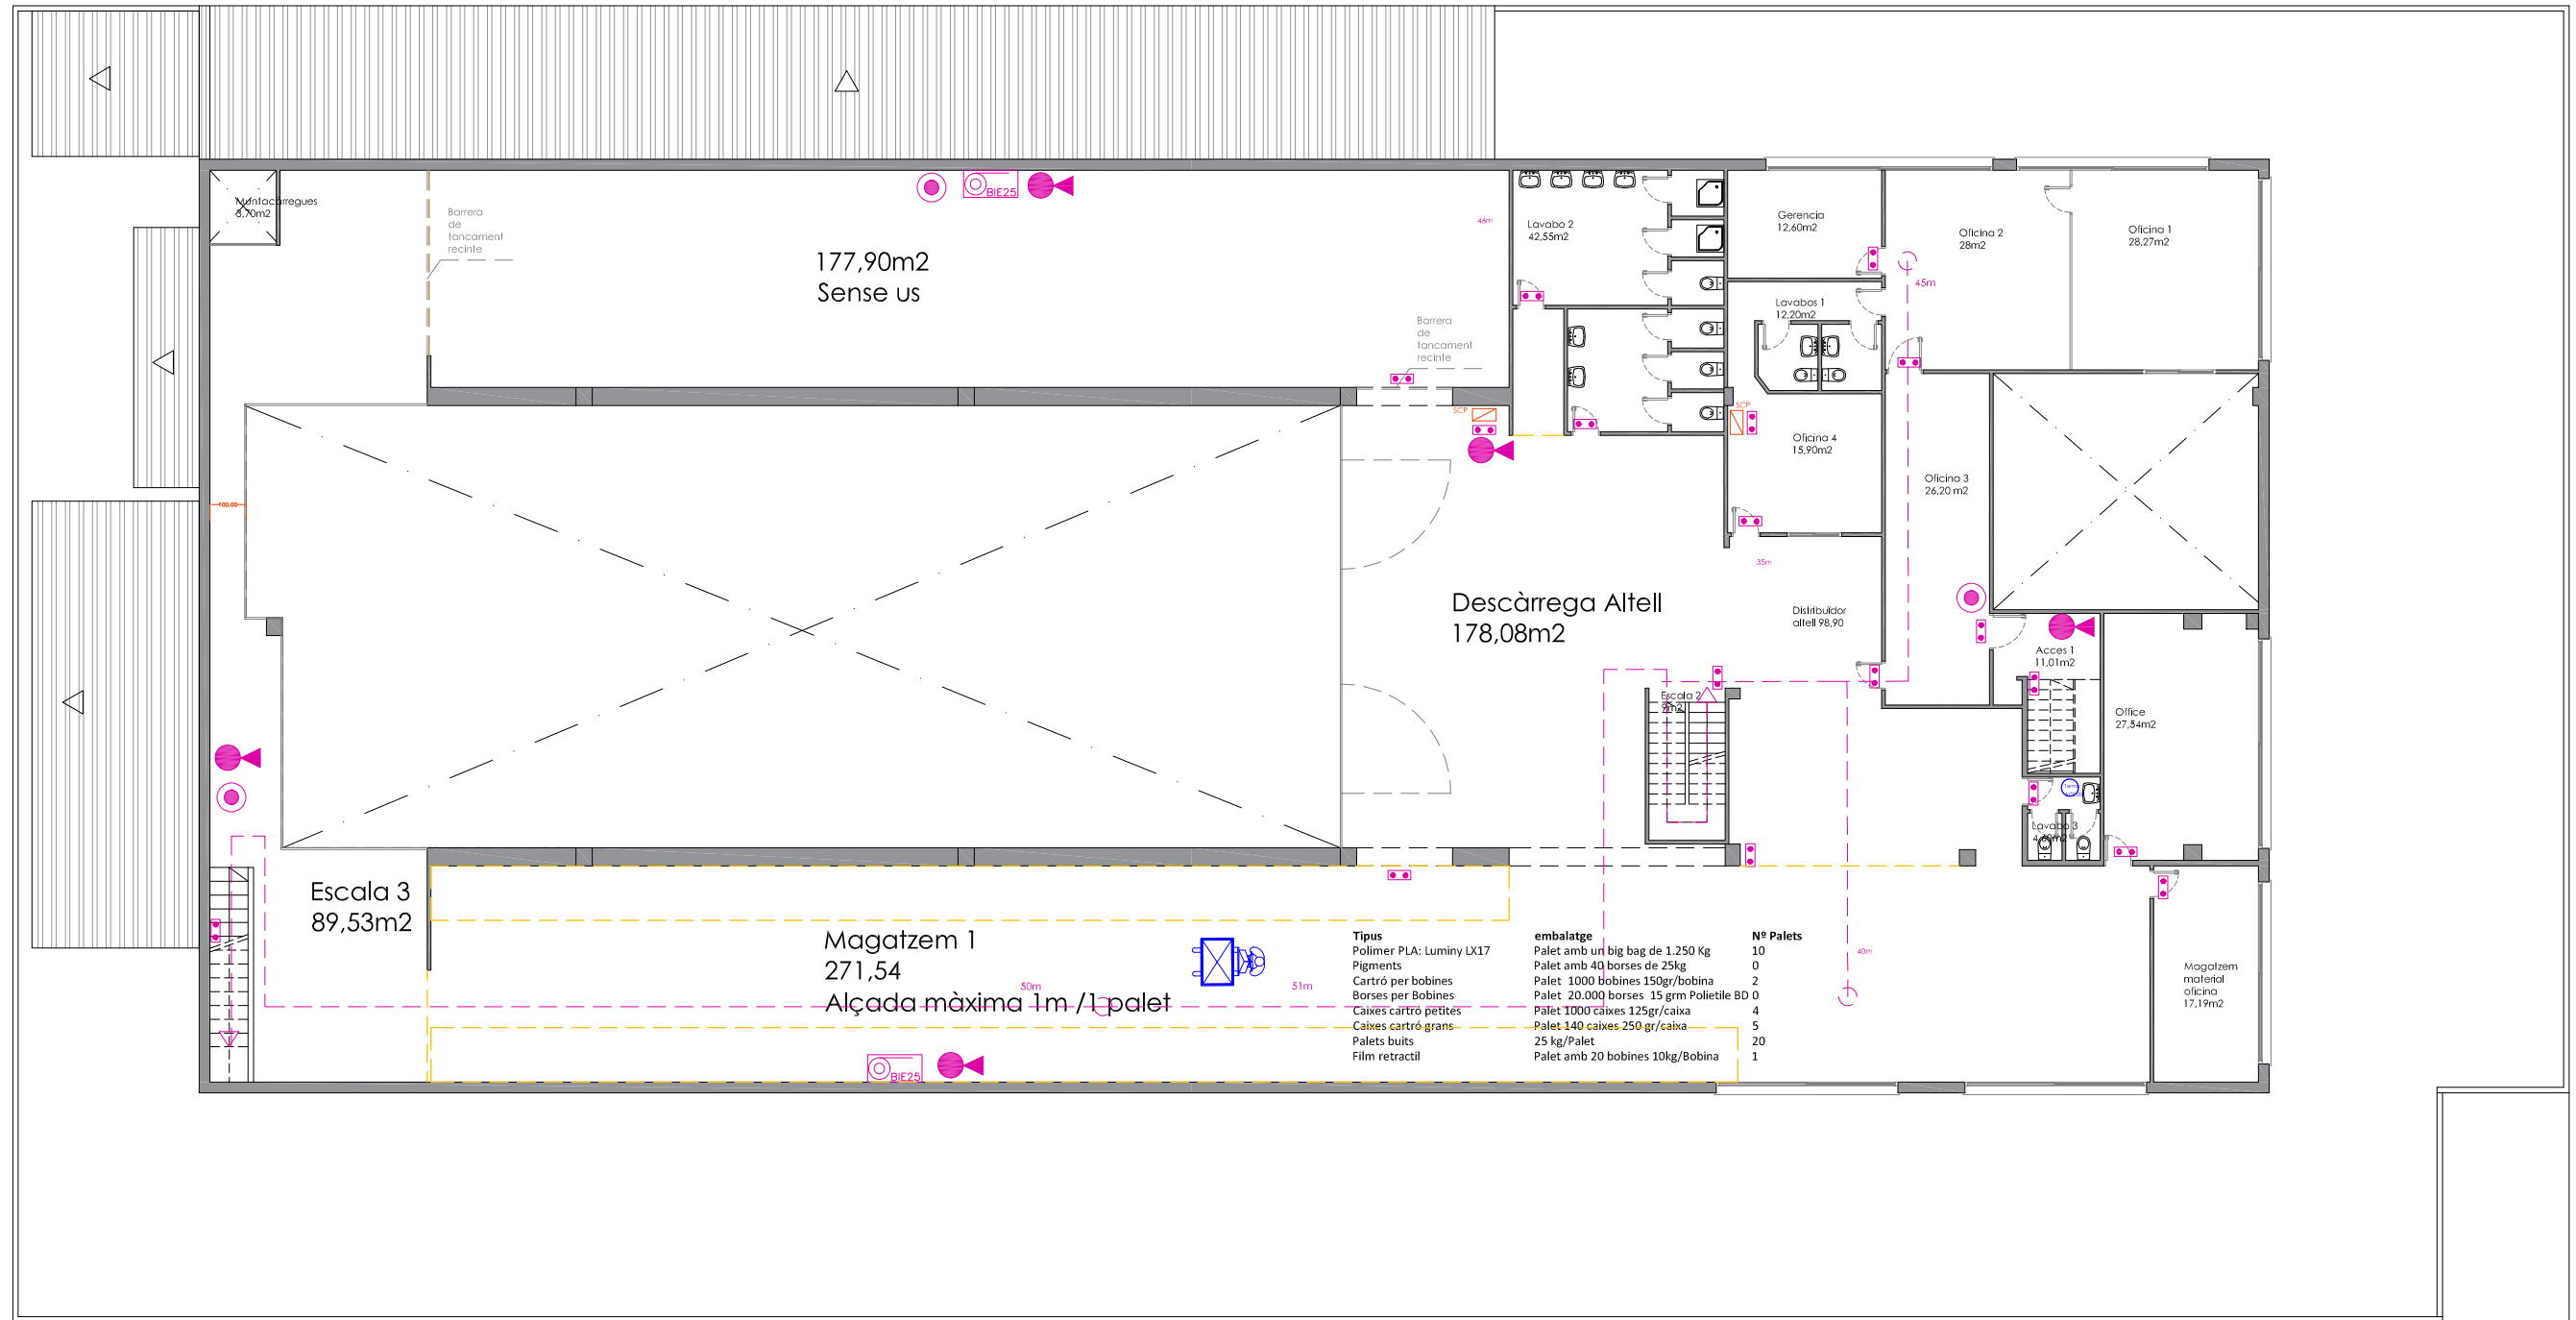 Muntacàrregues
3,70m2
Barrera
de
tancament
recinte
BIE25
177,90m2
Sense us
46m
Barrera
de
tancament
recinte
Lavabo 2
42,55m2
Gerencia
12,60m2
Oficina 2
28m2
Oficina 1
28,27m2
45m
Lavabos 1
12,20m2
SCP
SCP
Oficina 4
15,90m2
Oficina 3
26,20 m2
100.00
35m
Descàrrega Altell
178,08m2
Distribuïdor
altell 98,90
Acces 1
11,01m2
Escala 2
9m2
Office
27,54m2
Lavabo 3
Escala 3
89,53m2
Magatzem 1
271,54
Alçada màxima 1m /1 palet
50m
51m
40m
BIE25
Tipus embalatge Nº Palets
Polimer PLA: Luminy LX17 Palet amb un big bag de 1.250 Kg 10
Pigments Palet amb 40 borses de 25kg 0
Cartró per bobines Palet 1000 bobines 150gr/bobina 2
Borses per Bobines Palet 20.000 borses 15 grm Polietile BD 0
Caixes cartró petites Palet 1000 caixes 125gr/caixa 4
Caixes cartró grans Palet 140 caixes 250 gr/caixa 5
Palets buits 25 kg/Palet 20
Film retractil Palet amb 20 bobines 10kg/Bobina 1
Magatzem
material
oficina
17,19m2